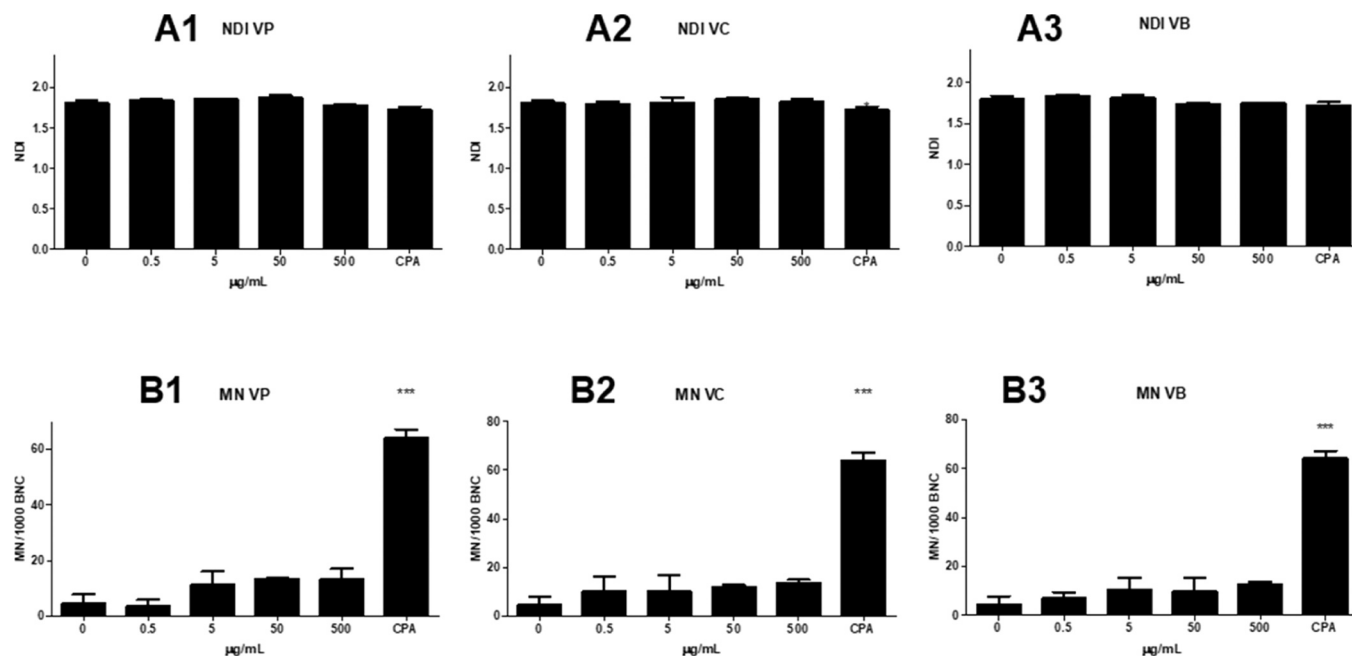 A1 NDI VP
2.0
1.5
1.0
0.5
0.0
NDI
0 0.5 5 50 500 CPA
µg/mL
A2 NDI VC
2.0
1.5
1.0
0.5
0.0
NDI
*
0 0.5 5 50 500 CPA
µg/mL
A3 NDI VB
2.0
1.5
1.0
0.5
0.0
NDI
0 0.5 5 50 500 CPA
µg/mL
B1 MN VP
***
60
40
20
0
MN/1000 BNC
0 0.5 5 50 500 CPA
µg/mL
B2 MN VC
***
80
60
40
20
0
MN/1000 BNC
0 0.5 5 50 500 CPA
µg/mL
B3 MN VB
***
80
60
40
20
0
MN/1000 BNC
0 0.5 5 50 500 CPA
µg/mL